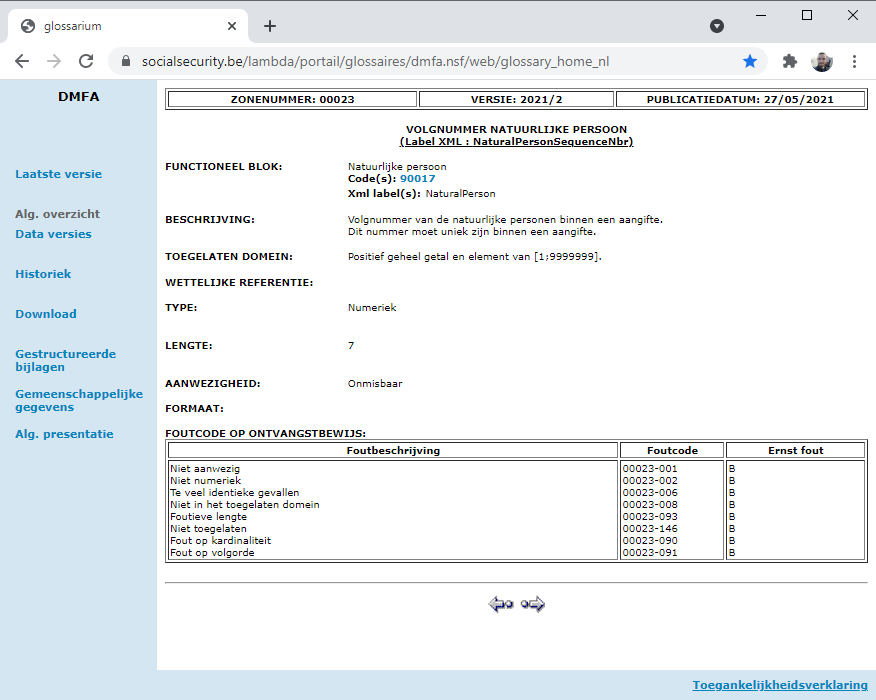 glossarium
socialsecurity.be/lambda/portail/glossaires/dmfa.nsf/web/glossary_home_nl
DMFA
Laatste versie
Alg. overzicht
Data versies
Historiek
Download
Gestructureerde
bijlagen
Gemeenschappelijke
gegevens
Alg. presentatie
ZONENUMMER: 00023 VERSIE: 2021/2 PUBLICATIEDATUM: 27/05/2021
VOLGNUMMER NATUURLIJKE PERSOON
(Label XML : NaturalPersonSequenceNbr)
FUNCTIONEEL BLOK: Natuurlijke persoon
Code(s): 90017
Xml label(s): NaturalPerson
BESCHRIJVING: Volgnummer van de natuurlijke personen binnen een aangifte.
Dit nummer moet uniek zijn binnen een aangifte.
TOEGELATEN DOMEIN: Positief geheel getal en element van [1;9999999].
WETTELIJKE REFERENTIE:
TYPE: Numeriek
LENGTE: 7
AANWEZIGHEID: Onmisbaar
FORMAAT:
FOUTCODE OP ONTVANGSTBEWIJS:
Foutbeschrijving Foutcode Ernst fout
Niet aanwezig 00023-001 B
Niet numeriek 00023-002 B
Te veel identieke gevallen 00023-006 B
Niet in het toegelaten domein 00023-008 B
Foutieve lengte 00023-093 B
Niet toegelaten 00023-146 B
Fout op kardinaliteit 00023-090 B
Fout op volgorde 00023-091 B
Toegankelijkheidsverklaring